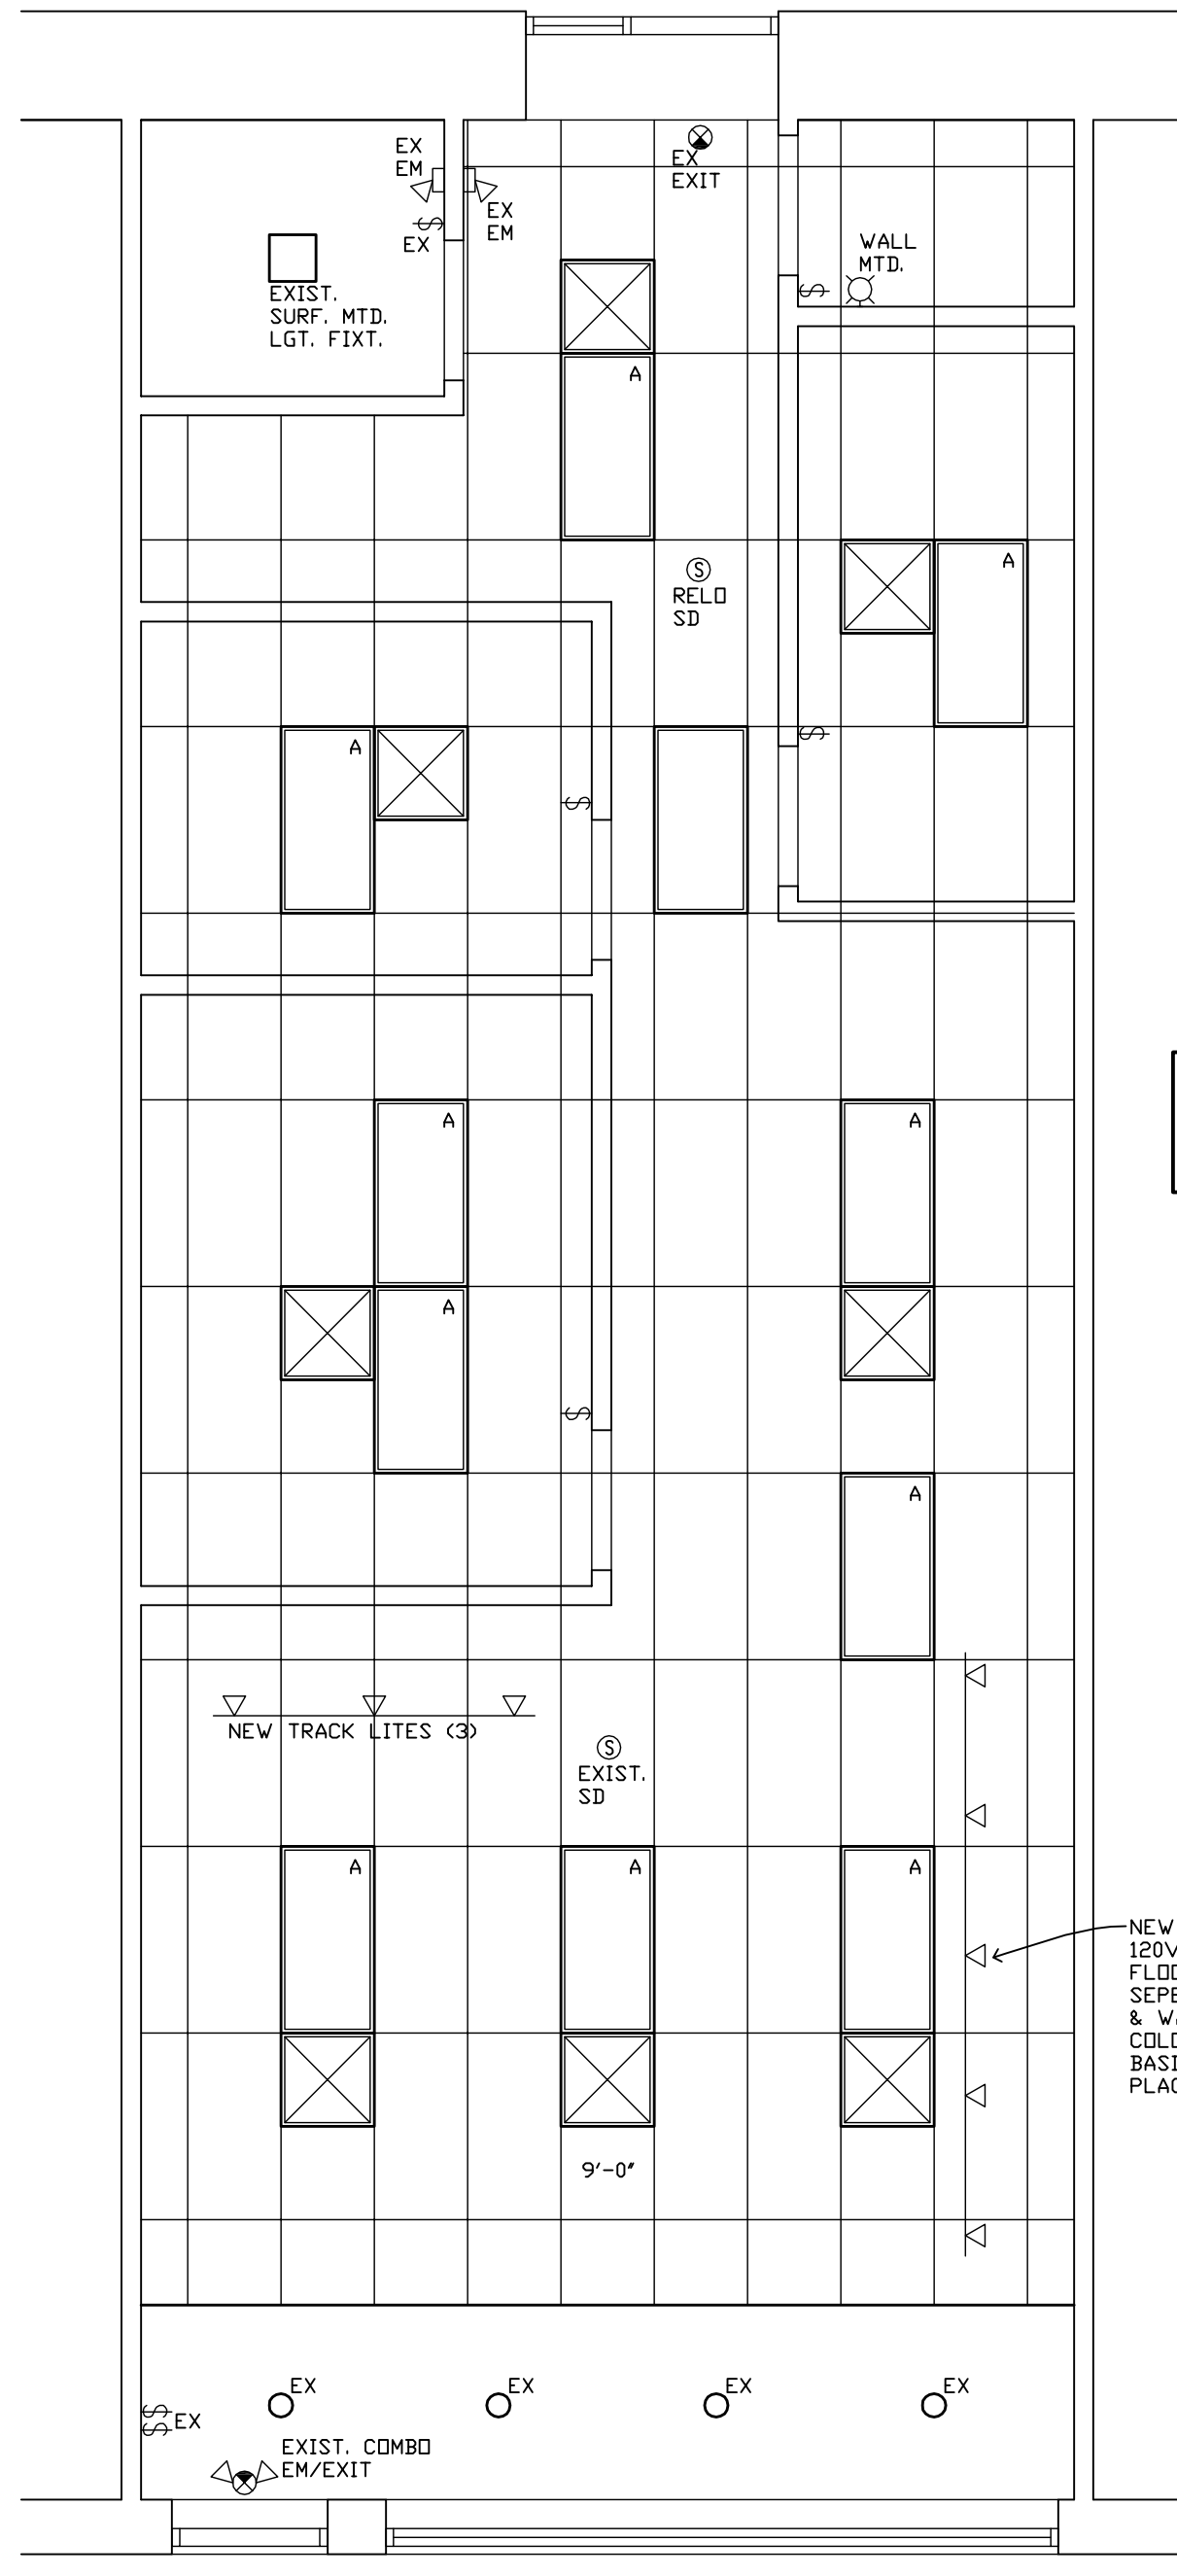 EX
EM
EX
EXIT
EX
EM
EX
WALL
MTD.
EXIST.
SURF. MTD.
LGT. FIXT.
A
S
RELO
SD
A
A
A
A
A
A
NEW TRACK LITES (3)
S
EXIST.
SD
A
A
A
NEW
120V
&
9'-0"
EX
EX
EX
EX
EX
EXIST. COMBO
EM/EXIT